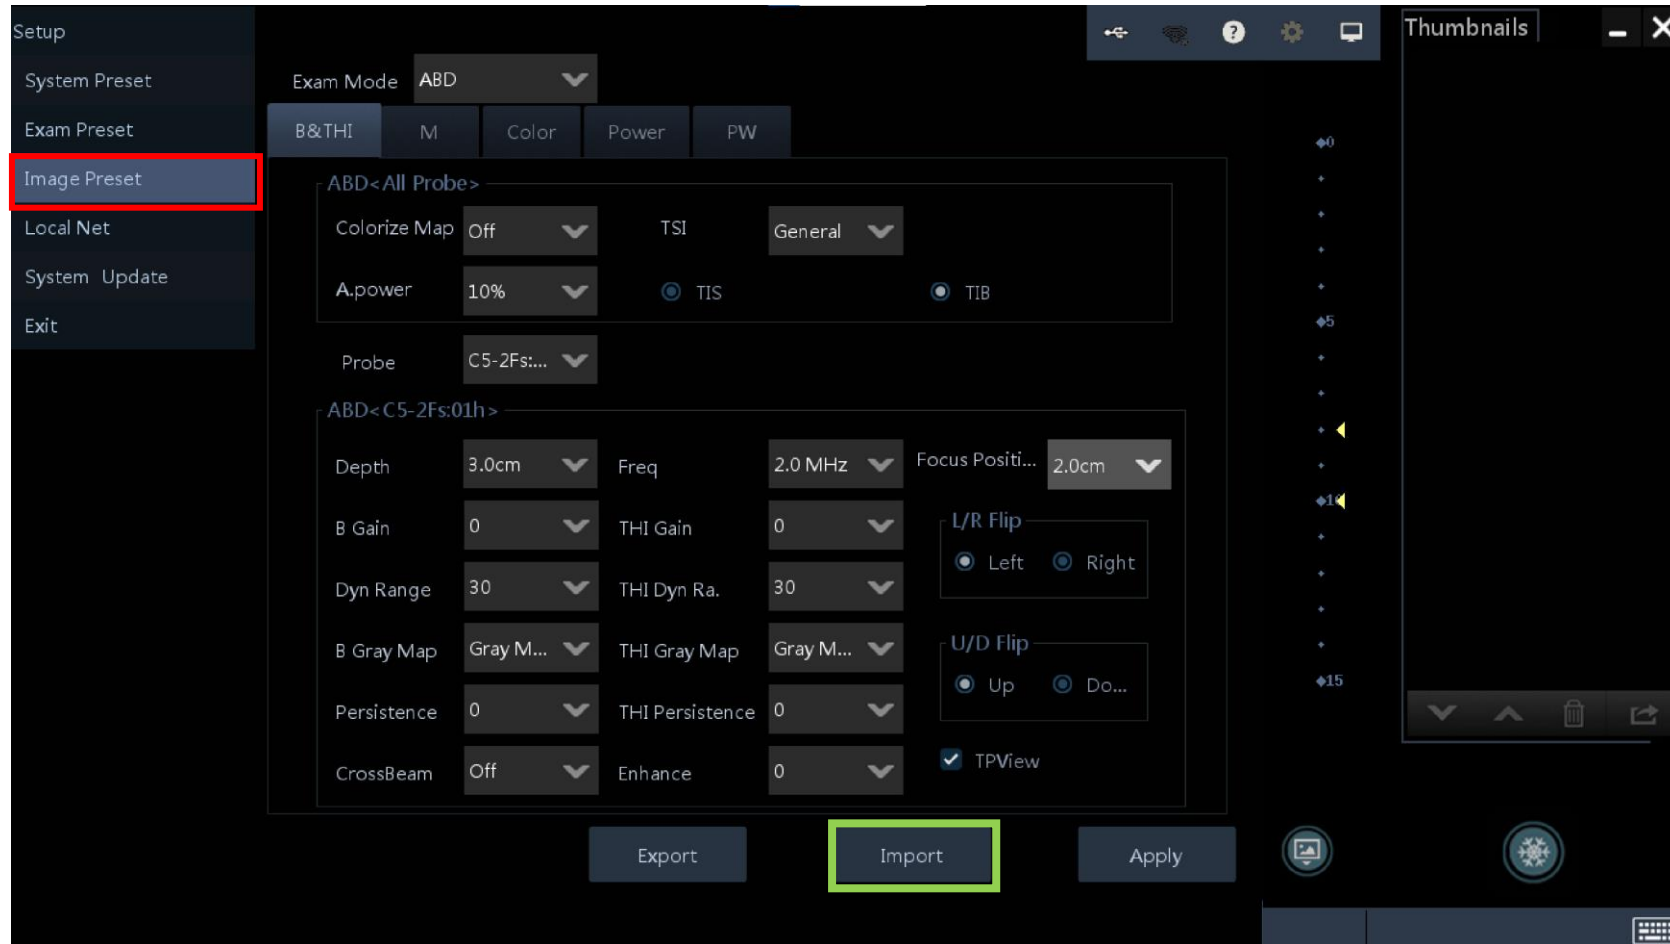 Setup
System Preset
Exam Preset
Image Preset
Local Net
System Update
Exit
Exam Mode ABD
B&THI M Color Power PW
ABD<All Probe>
Colorize Map Off TSI General
A.power 10% TIS TIB
Probe C5-2Fs:...
ABD<C5-2Fs:01h>
Depth 3.0cm Freq 2.0 MHz Focus Positi... 2.0cm
B Gain 0 THI Gain 0
L/R Flip
Left Right
Dyn Range 30 THI Dyn Ra. 30
B Gray Map Gray M... THI Gray Map Gray M...
U/D Flip
Up Do...
Persistence 0 THI Persistence 0
CrossBeam Off Enhance 0
TPView
Export Import Apply
?
0
5
10
15
Thumbnails